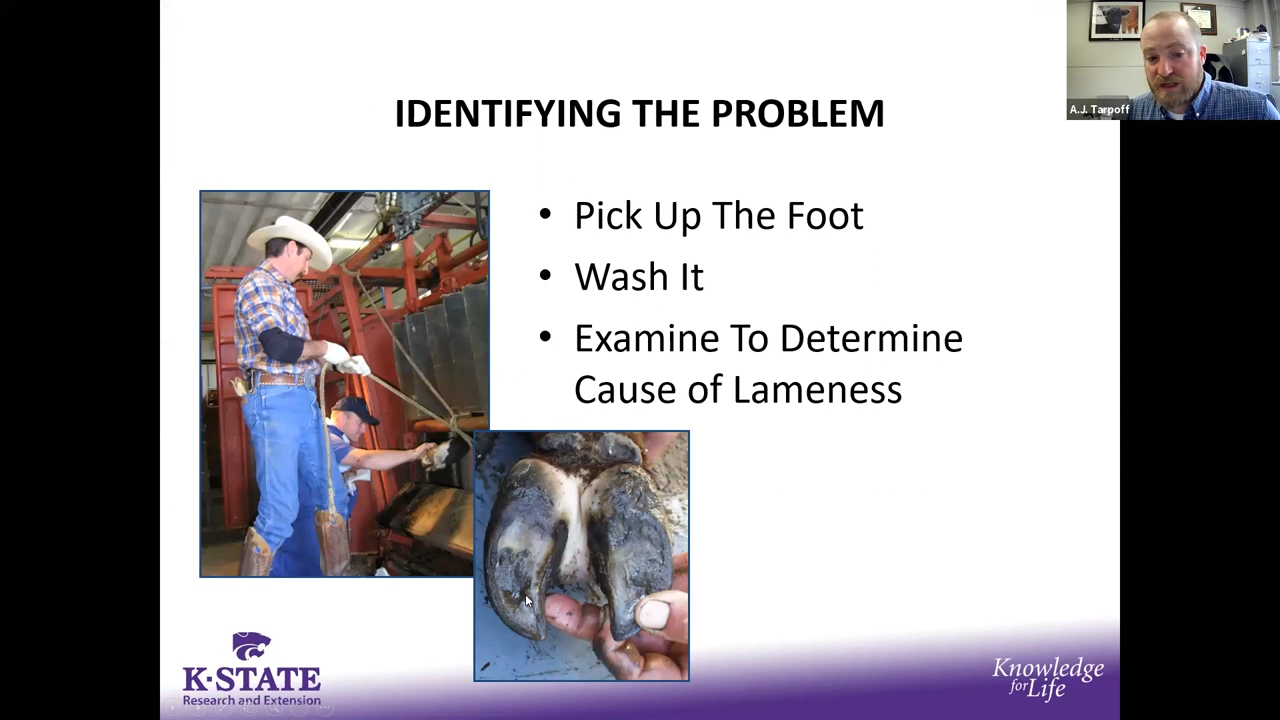 IDENTIFYING THE PROBLEM
A.J. Tarpoff
• Pick Up The Foot
• Wash It
• Examine To Determine
Cause of Lameness
K-STATE
Research and Extension
Knowledge
for Life